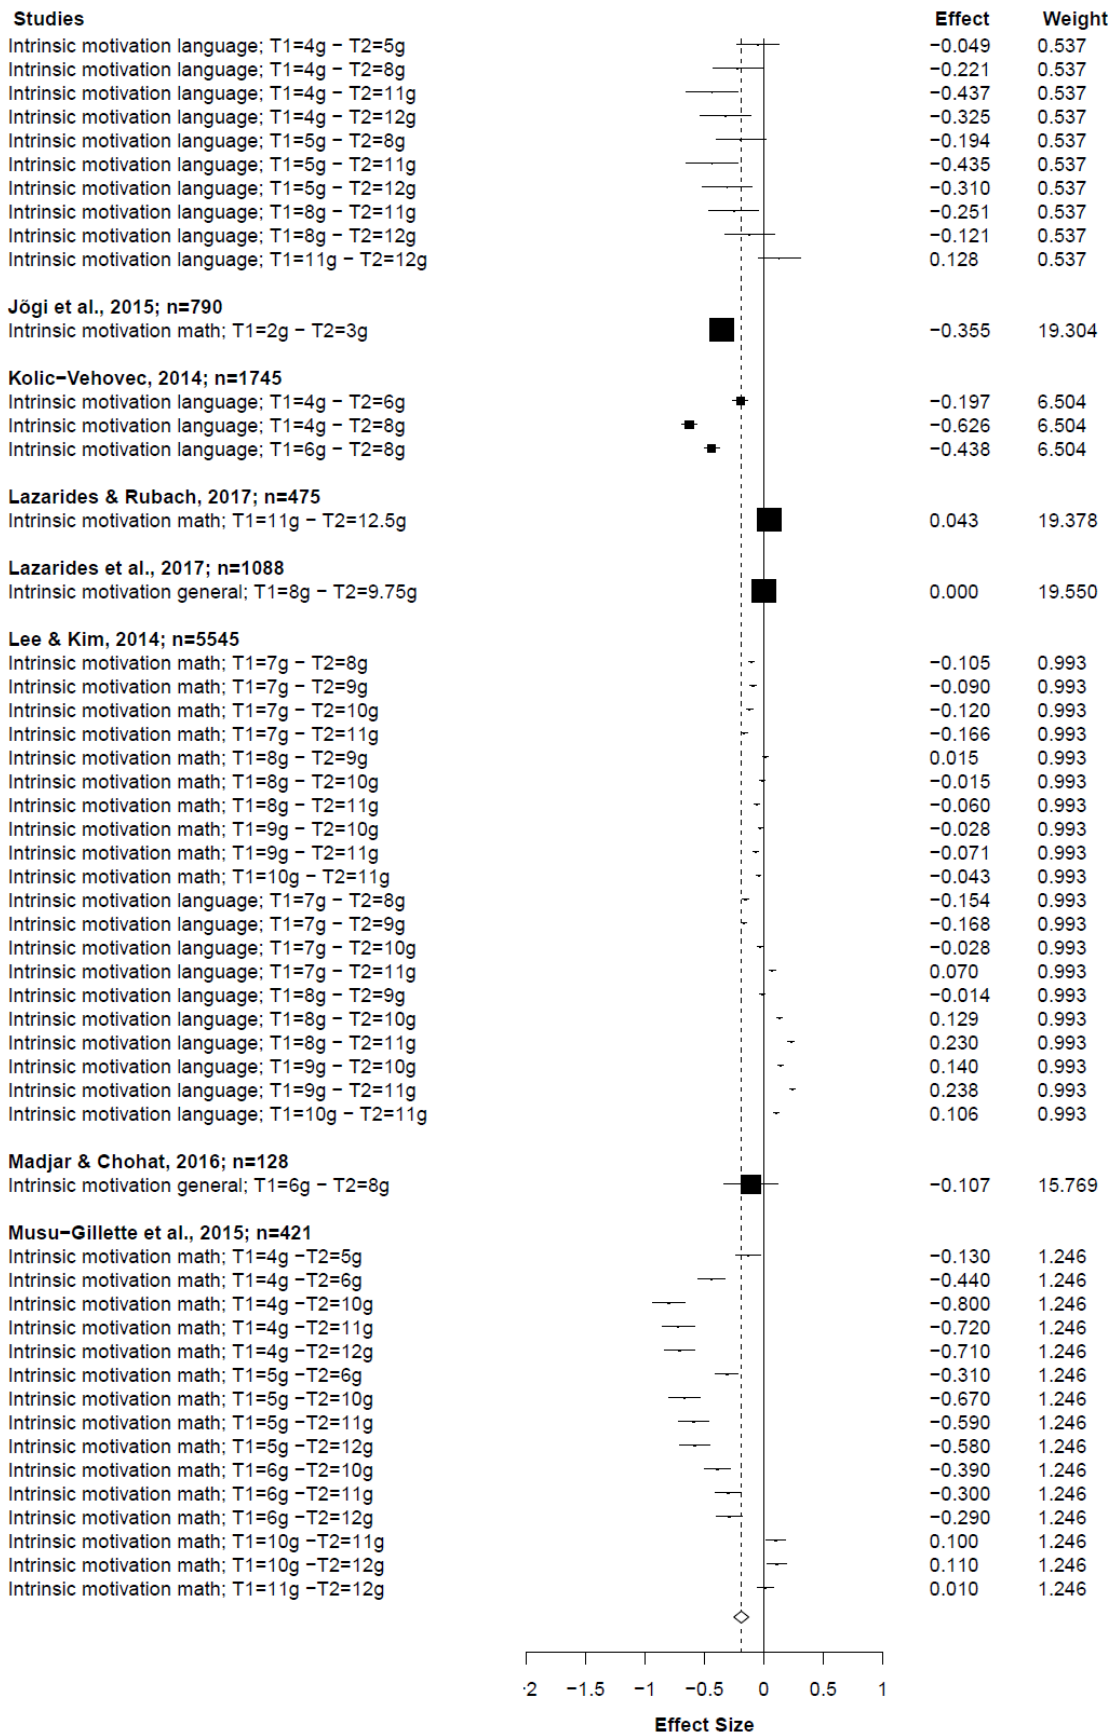 Studies Effect Weight
Intrinsic motivation language; T1=4g − T2=5g −0.049 0.537
Intrinsic motivation language; T1=4g − T2=8g −0.221 0.537
Intrinsic motivation language; T1=4g − T2=11g −0.437 0.537
Intrinsic motivation language; T1=4g − T2=12g −0.325 0.537
Intrinsic motivation language; T1=5g − T2=8g −0.194 0.537
Intrinsic motivation language; T1=5g − T2=11g −0.435 0.537
Intrinsic motivation language; T1=5g − T2=12g −0.310 0.537
Intrinsic motivation language; T1=8g − T2=11g −0.251 0.537
Intrinsic motivation language; T1=8g − T2=12g −0.121 0.537
Intrinsic motivation language; T1=11g − T2=12g 0.128 0.537
Jõgi et al., 2015; n=790
Intrinsic motivation math; T1=2g − T2=3g −0.355 19.304
Kolic−Vehovec, 2014; n=1745
Intrinsic motivation language; T1=4g − T2=6g −0.197 6.504
Intrinsic motivation language; T1=4g − T2=8g −0.626 6.504
Intrinsic motivation language; T1=6g − T2=8g −0.438 6.504
Lazarides & Rubach, 2017; n=475
Intrinsic motivation math; T1=11g − T2=12.5g 0.043 19.378
Lazarides et al., 2017; n=1088
Intrinsic motivation general; T1=8g − T2=9.75g 0.000 19.550
Lee & Kim, 2014; n=5545
Intrinsic motivation math; T1=7g − T2=8g −0.105 0.993
Intrinsic motivation math; T1=7g − T2=9g −0.090 0.993
Intrinsic motivation math; T1=7g − T2=10g −0.120 0.993
Intrinsic motivation math; T1=7g − T2=11g −0.166 0.993
Intrinsic motivation math; T1=8g − T2=9g 0.015 0.993
Intrinsic motivation math; T1=8g − T2=10g −0.015 0.993
Intrinsic motivation math; T1=8g − T2=11g −0.060 0.993
Intrinsic motivation math; T1=9g − T2=10g −0.028 0.993
Intrinsic motivation math; T1=9g − T2=11g −0.071 0.993
Intrinsic motivation math; T1=10g − T2=11g −0.043 0.993
Intrinsic motivation language; T1=7g − T2=8g −0.154 0.993
Intrinsic motivation language; T1=7g − T2=9g −0.168 0.993
Intrinsic motivation language; T1=7g − T2=10g −0.028 0.993
Intrinsic motivation language; T1=7g − T2=11g 0.070 0.993
Intrinsic motivation language; T1=8g − T2=9g −0.014 0.993
Intrinsic motivation language; T1=8g − T2=10g 0.129 0.993
Intrinsic motivation language; T1=8g − T2=11g 0.230 0.993
Intrinsic motivation language; T1=9g − T2=10g 0.140 0.993
Intrinsic motivation language; T1=9g − T2=11g 0.238 0.993
Intrinsic motivation language; T1=10g − T2=11g 0.106 0.993
Madjar & Chohat, 2016; n=128
Intrinsic motivation general; T1=6g − T2=8g −0.107 15.769
Musu−Gillette et al., 2015; n=421
Intrinsic motivation math; T1=4g −T2=5g −0.130 1.246
Intrinsic motivation math; T1=4g −T2=6g −0.440 1.246
Intrinsic motivation math; T1=4g −T2=10g −0.800 1.246
Intrinsic motivation math; T1=4g −T2=11g −0.720 1.246
Intrinsic motivation math; T1=4g −T2=12g −0.710 1.246
Intrinsic motivation math; T1=5g −T2=6g −0.310 1.246
Intrinsic motivation math; T1=5g −T2=10g −0.670 1.246
Intrinsic motivation math; T1=5g −T2=11g −0.590 1.246
Intrinsic motivation math; T1=5g −T2=12g −0.580 1.246
Intrinsic motivation math; T1=6g −T2=10g −0.390 1.246
Intrinsic motivation math; T1=6g −T2=11g −0.300 1.246
Intrinsic motivation math; T1=6g −T2=12g −0.290 1.246
Intrinsic motivation math; T1=10g −T2=11g 0.100 1.246
Intrinsic motivation math; T1=10g −T2=12g 0.110 1.246
Intrinsic motivation math; T1=11g −T2=12g 0.010 1.246
-2 −1.5 −1 −0.5 0 0.5 1
Effect Size